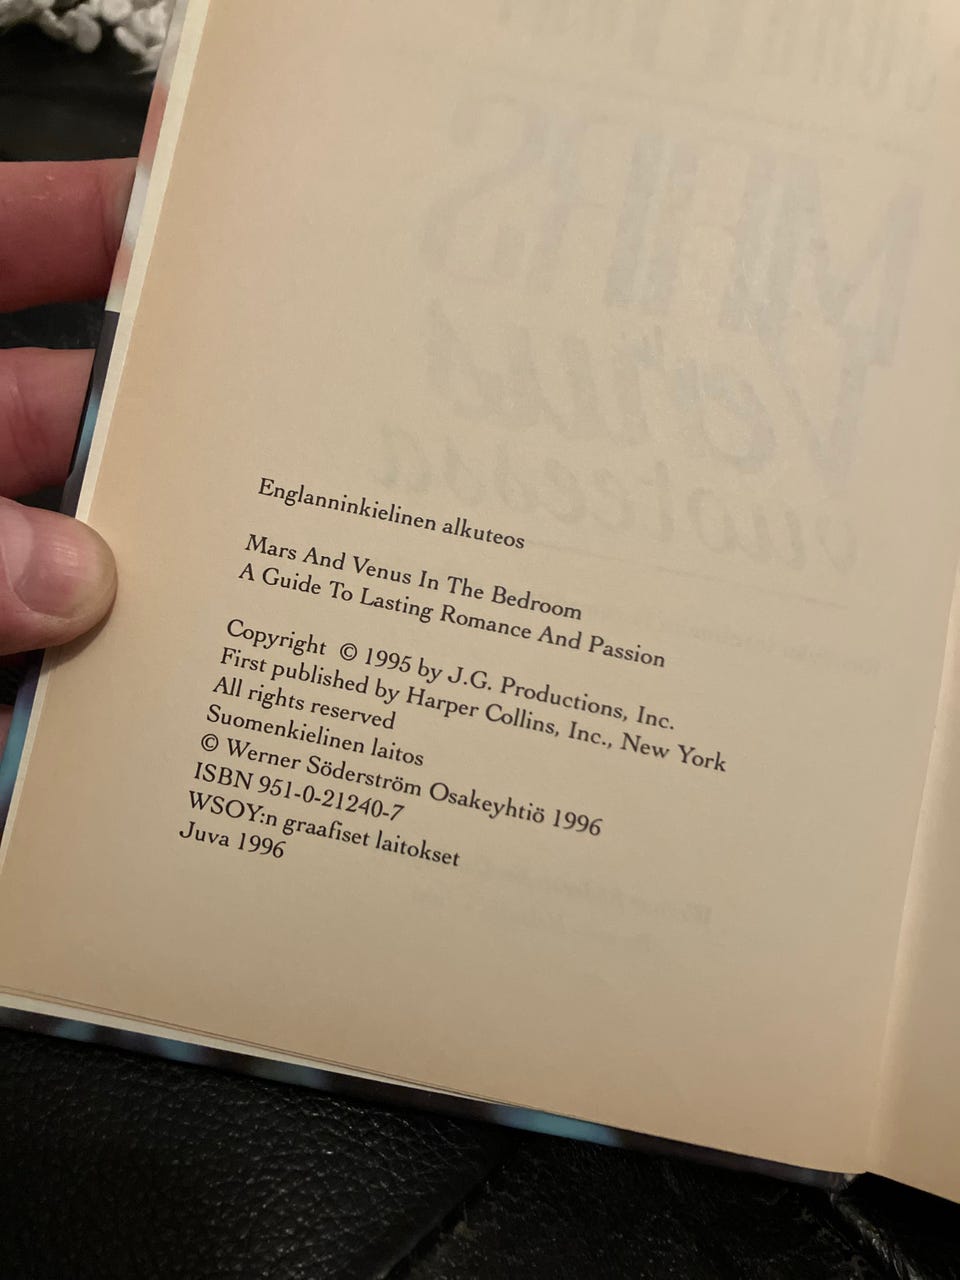 Englanninkielinen alkuteos
Mars And Venus In The Bedroom
A Guide To Lasting Romance And Passion
Copyright © 1995 by J.G. Productions, Inc.
First published by Harper Collins, Inc., New York
All rights reserved
Suomenkielinen laitos
© Werner Söderström Osakeyhtiö 1996
ISBN 951-0-21240-7
WSOY:n graafiset laitokset
Juva 1996